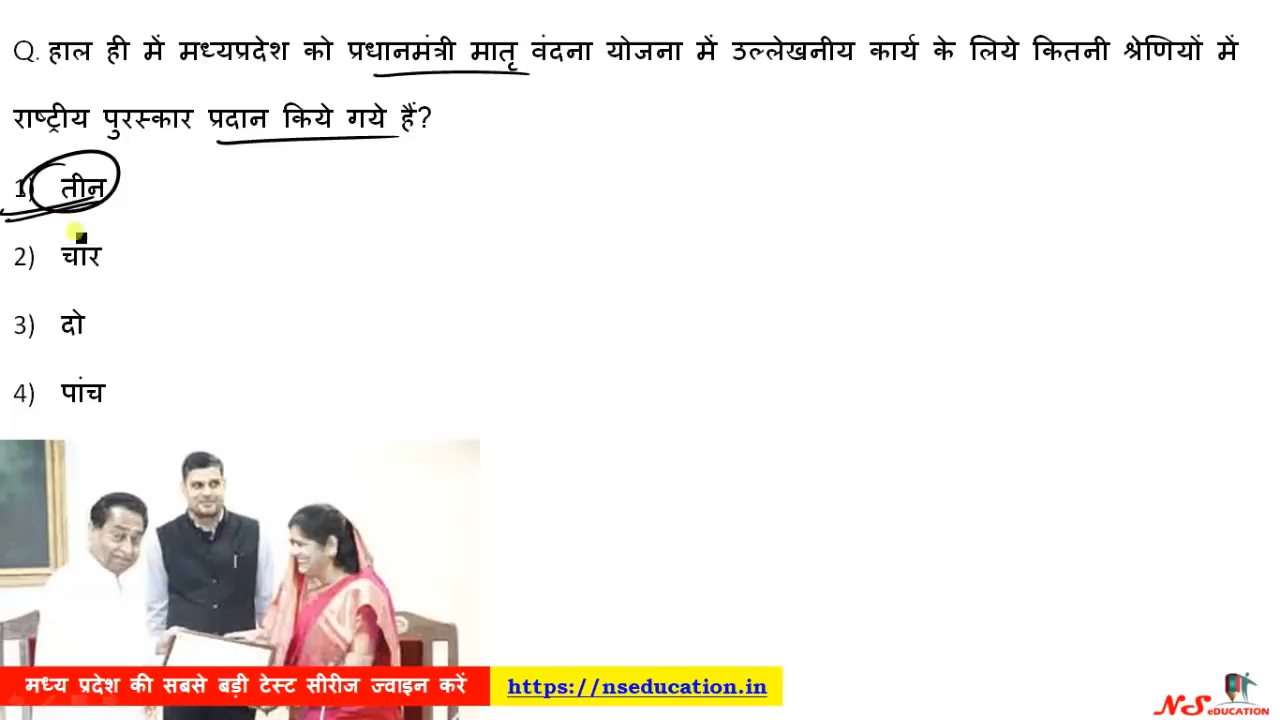 Q. हाल ही में मध्यप्रदेश को प्रधानमंत्री मातृ वंदना योजना में उल्लेखनीय कार्य के लिये कितनी श्रेणियों में
राष्ट्रीय पुरस्कार प्रदान किये गये हैं?
1) तीन
2) चार
3) दो
4) पांच
मध्य प्रदेश की सबसे बड़ी टेस्ट सीरीज ज्वाइन करें
https://nseducation.in
NS eDUCATION